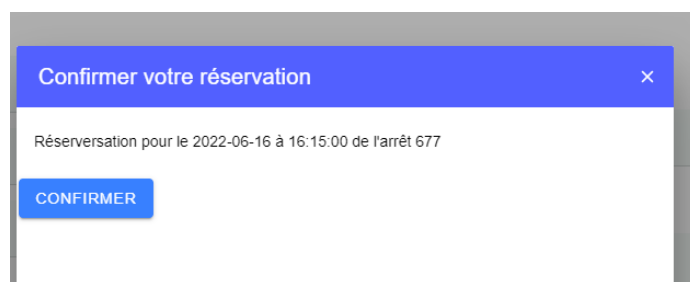 Confirmer votre réservation
Réserversation pour le 2022-06-16 à 16:15:00 de l'arrêt 677
CONFIRMER